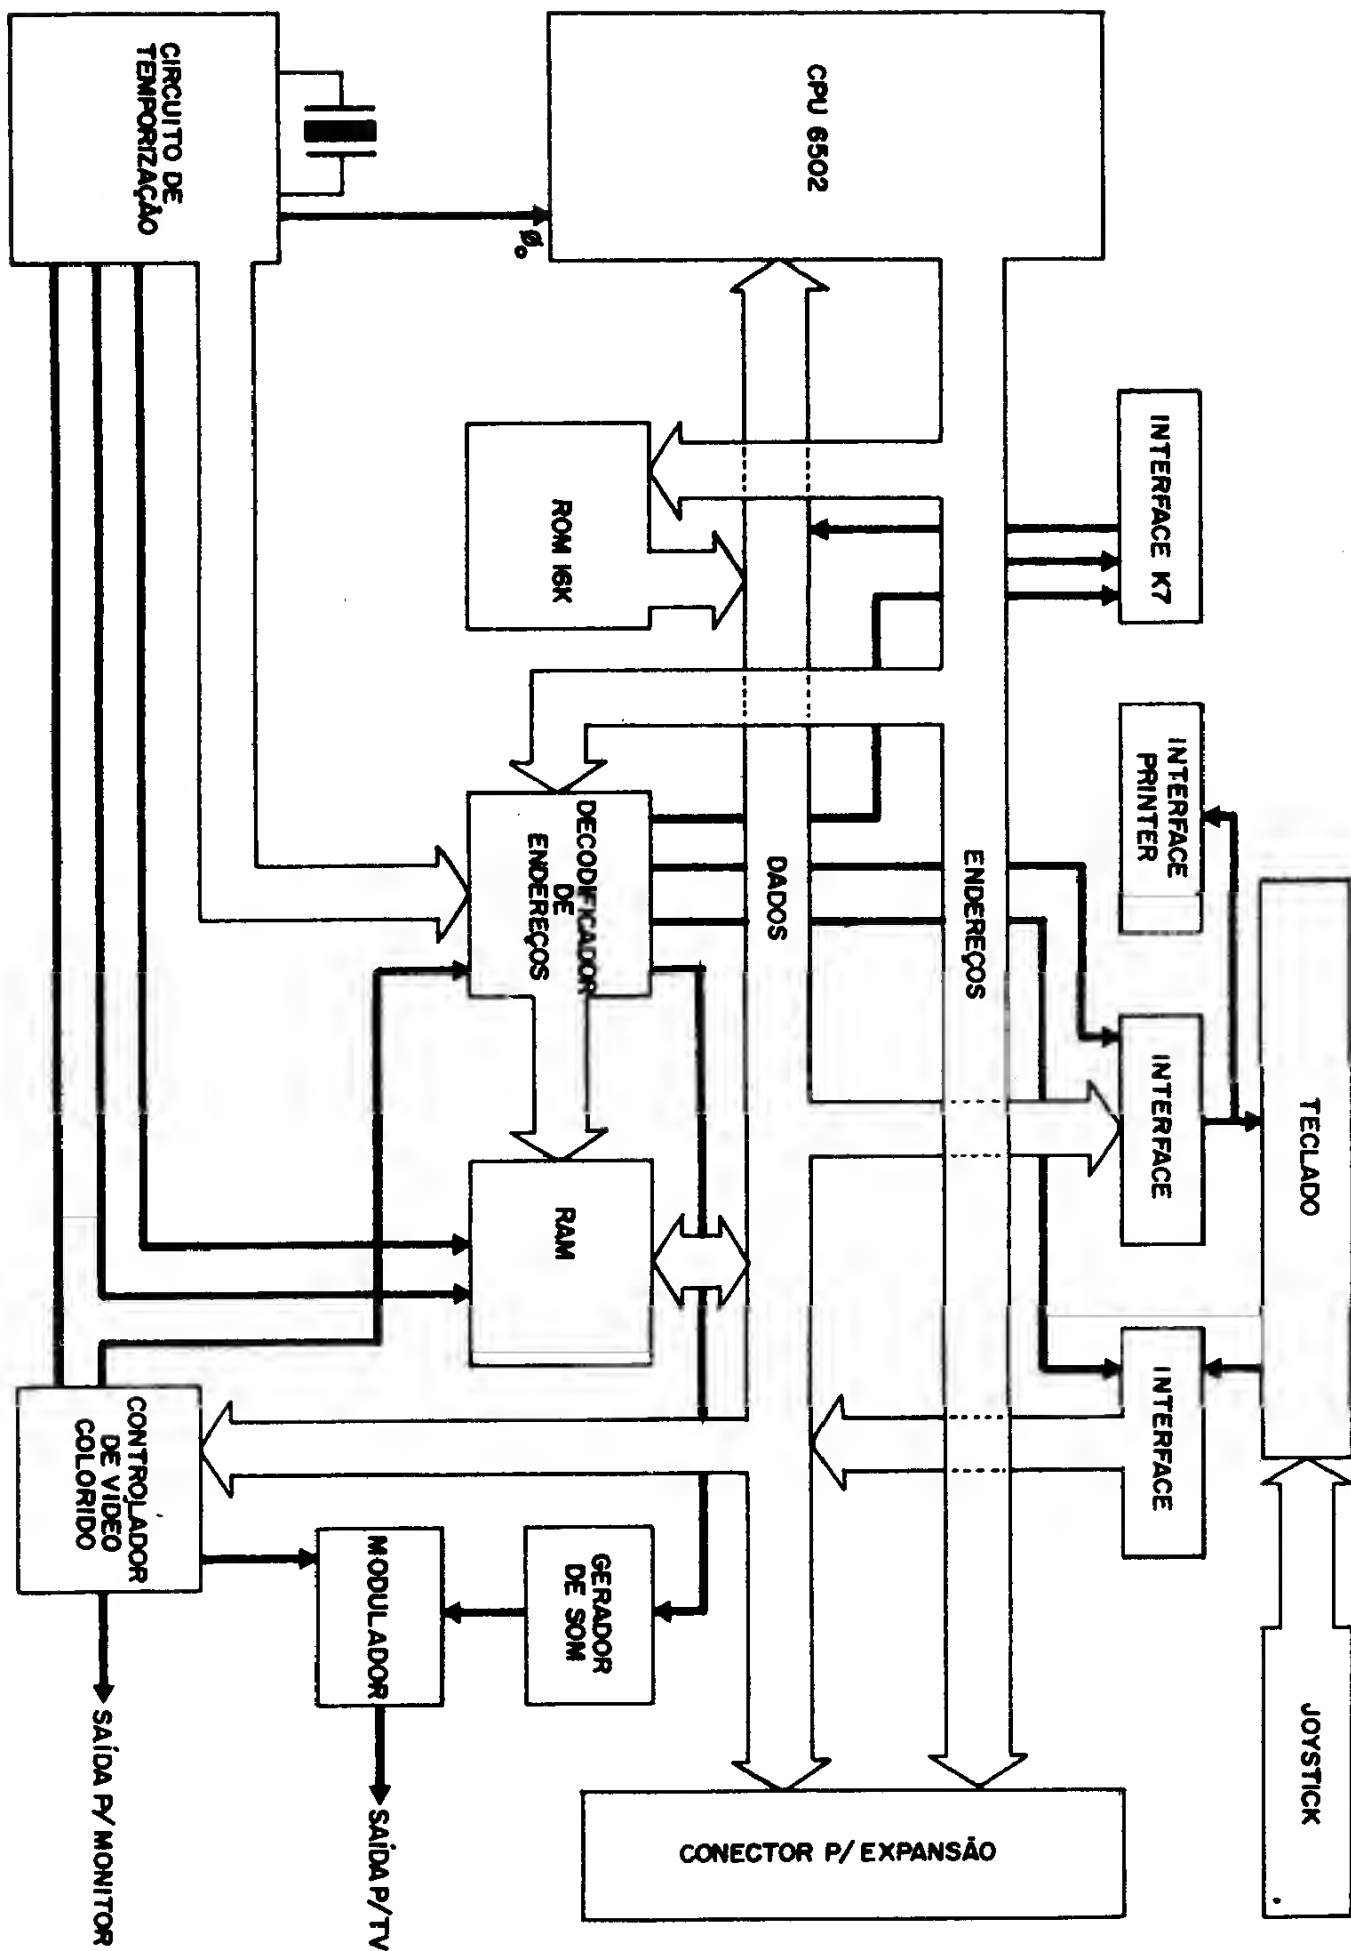 CIRCUITO DE
TEMPORIZAÇÃO
CPU 6502
Ø₀
INTERFACE K7
ROM 16K
INTERFACE
PRINTER
DECODIFICADOR
DE
ENDEREÇOS
DADOS
ENDEREÇOS
INTERFACE
TECLADO
RAM
INTERFACE
CONTROLADOR
DE VÍDEO
COLORIDO
MODULADOR
GERADOR
DE SOM
JOYSTICK
CONECTOR P/ EXPANSÃO
SAÍDA P/ MONITOR
SAÍDA P/ TV